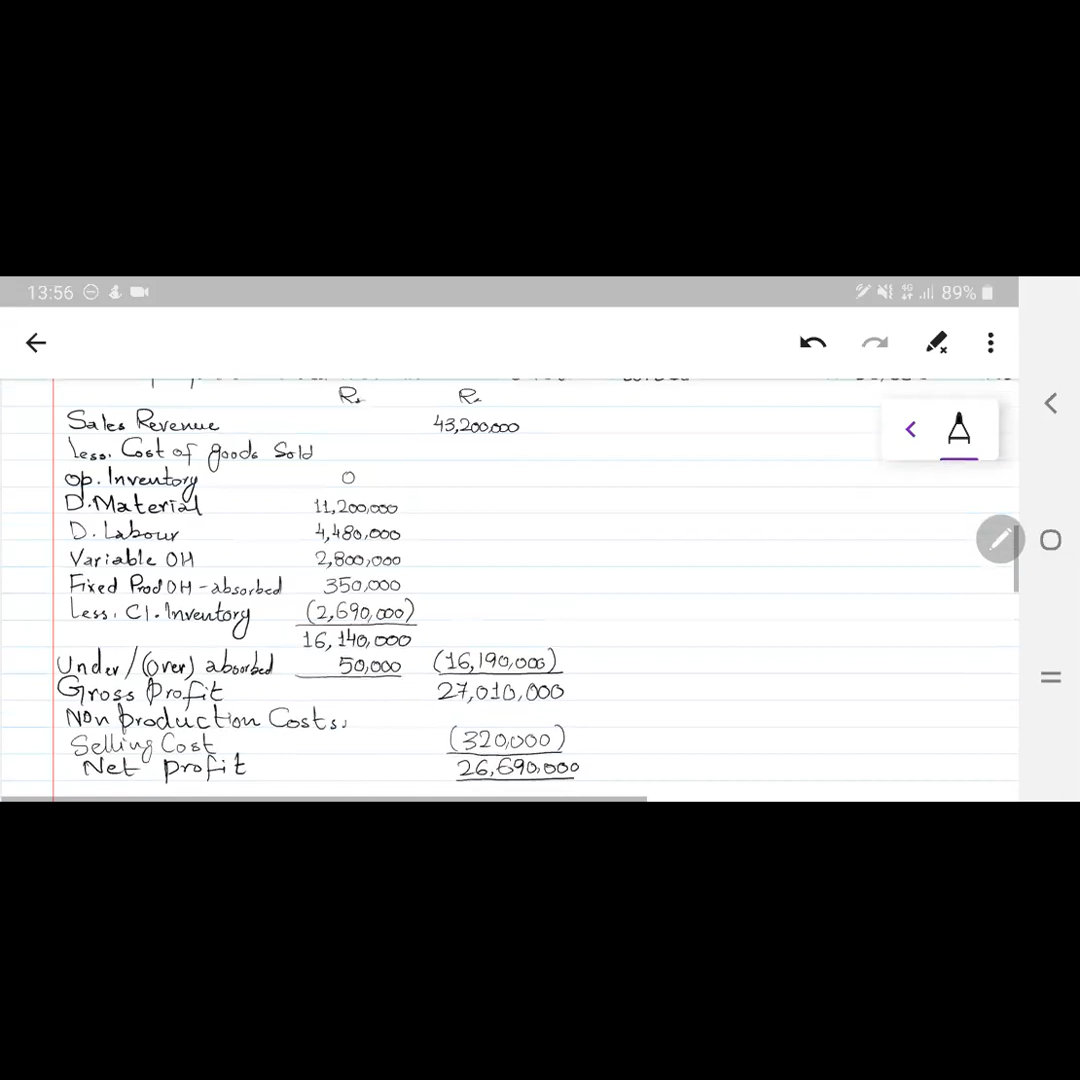 13:56 4G 89%
Rs Rs
Sales Revenue 43,200,000
less. Cost of goods Sold
op. Inventory 0
D. Material 11,200,000
D. Labour 4,480,000
Variable OH 2,800,000
Fixed Prod OH - absorbed 350,000
Less. Cl. Inventory (2,690,000)
16,140,000
Under/(over) absorbed 50,000 (16,190,000)
Gross profit 27,010,000
Non production Costs.
Selling Cost (320,000)
Net profit 26,690,000